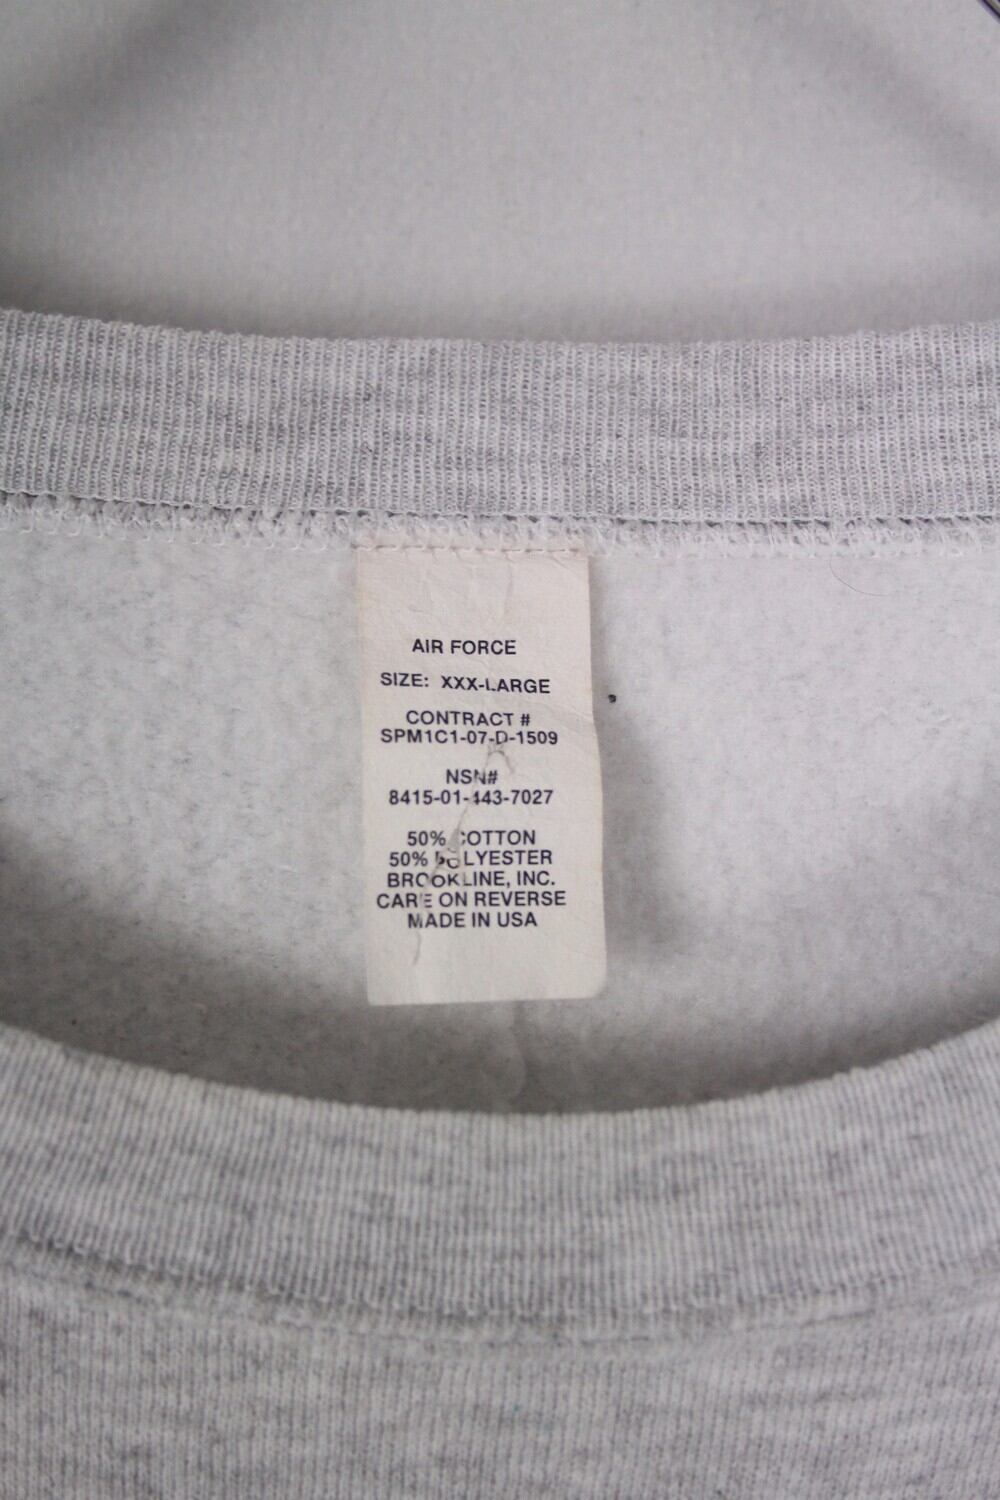 AIR FORCE
SIZE: XXX-LARGE
CONTRACT #
SPM1C1-07-D-1509
NSN#
8415-01-443-7027
50% COTTON
50% POLYESTER
BROOKLINE, INC.
CARE ON REVERSE
MADE IN USA